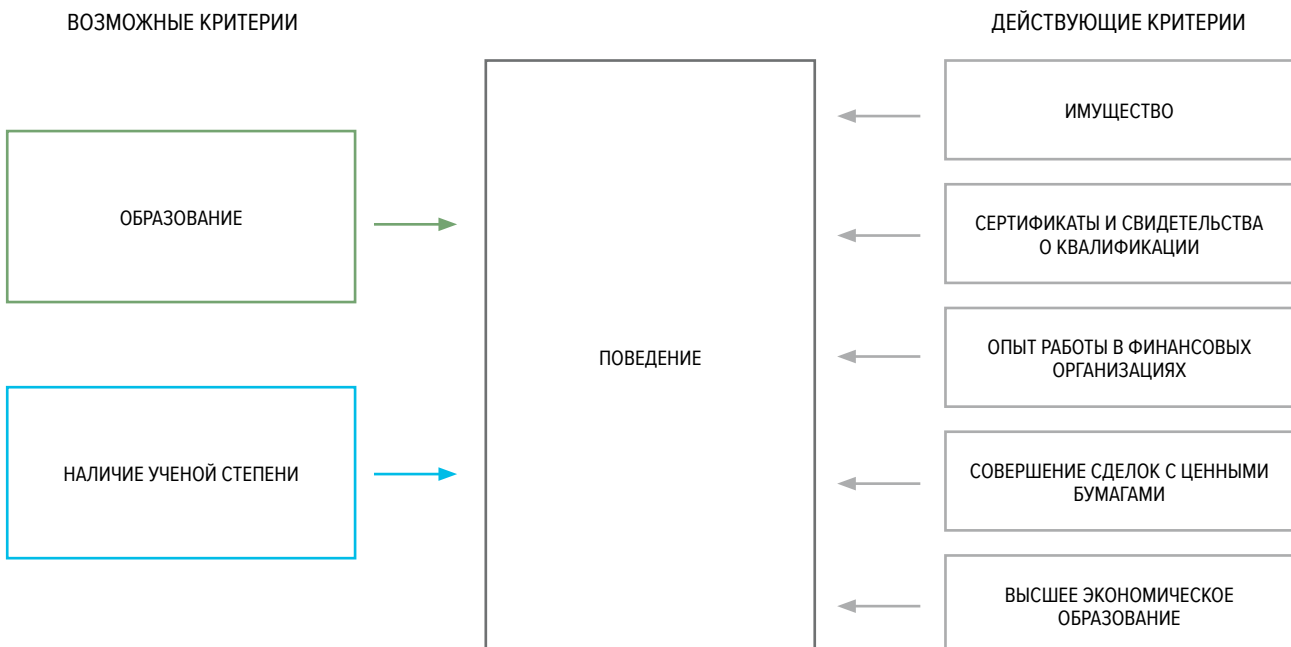 ВОЗМОЖНЫЕ КРИТЕРИИ
ОБРАЗОВАНИЕ
НАЛИЧИЕ УЧЕНОЙ СТЕПЕНИ
ПОВЕДЕНИЕ
ДЕЙСТВУЮЩИЕ КРИТЕРИИ
ИМУЩЕСТВО
СЕРТИФИКАТЫ И СВИДЕТЕЛЬСТВА
О КВАЛИФИКАЦИИ
ОПЫТ РАБОТЫ В ФИНАНСОВЫХ
ОРГАНИЗАЦИЯХ
СОВЕРШЕНИЕ СДЕЛОК С ЦЕННЫМИ
БУМАГАМИ
ВЫСШЕЕ ЭКОНОМИЧЕСКОЕ
ОБРАЗОВАНИЕ